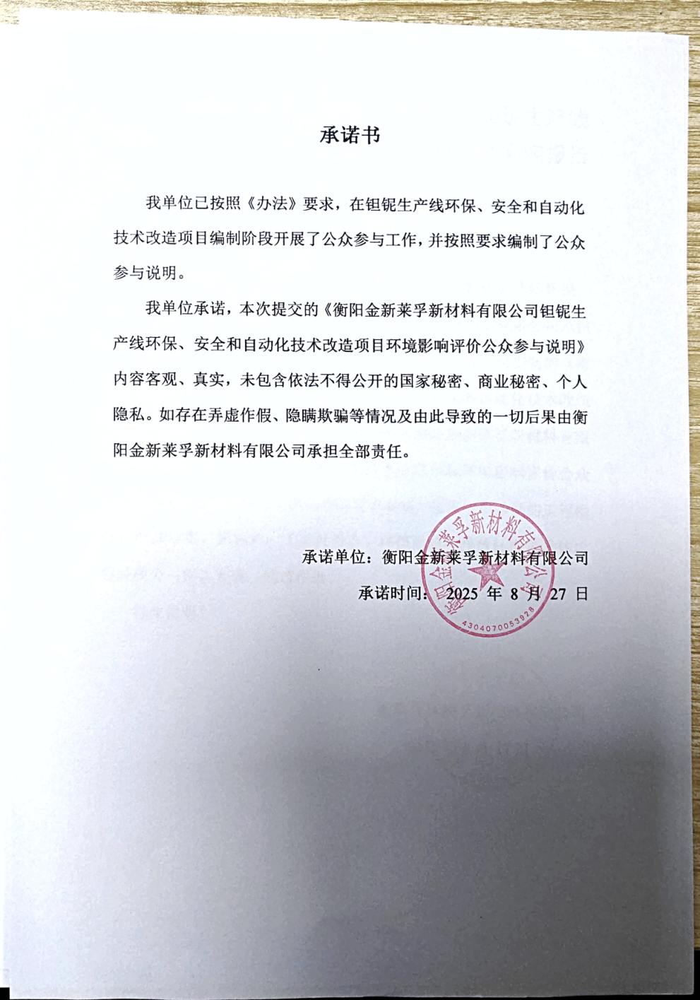 承诺书
我单位已按照《办法》要求，在钽铌生产线环保、安全和自动化
技术改造项目编制阶段开展了公众参与工作，并按照要求编制了公众
参与说明。
我单位承诺，本次提交的《衡阳金新莱孚新材料有限公司钽铌生
产线环保、安全和自动化技术改造项目环境影响评价公众参与说明》
内容客观、真实，未包含依法不得公开的国家秘密、商业秘密、个人
隐私。如存在弄虚作假、隐瞒欺骗等情况及由此导致的一切后果由衡
阳金新莱孚新材料有限公司承担全部责任。
承诺单位：衡阳金新莱孚新材料有限公司
承诺时间： 2025 年 8 月 27 日
衡阳金新莱孚新材料有限公司
4304070053928